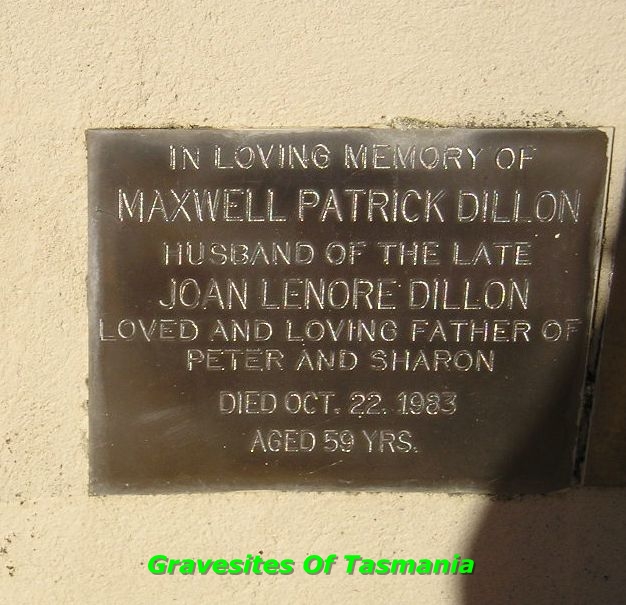 IN LOVING MEMORY OF
MAXWELL PATRICK DILLON
HUSBAND OF THE LATE
JOAN LENORE DILLON
LOVED AND LOVING FATHER OF
PETER AND SHARON
DIED OCT. 22. 1983
AGED 59 YRS.
Gravesites Of Tasmania